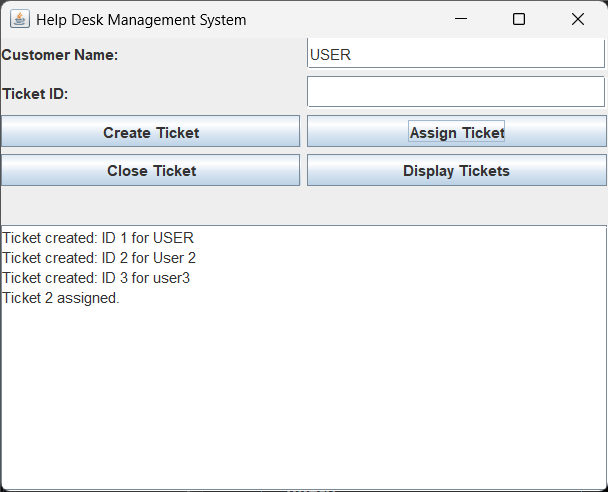 Help Desk Management System
Customer Name:
USER
Ticket ID:
Create Ticket
Assign Ticket
Close Ticket
Display Tickets
Ticket created: ID 1 for USER
Ticket created: ID 2 for User 2
Ticket created: ID 3 for user3
Ticket 2 assigned.